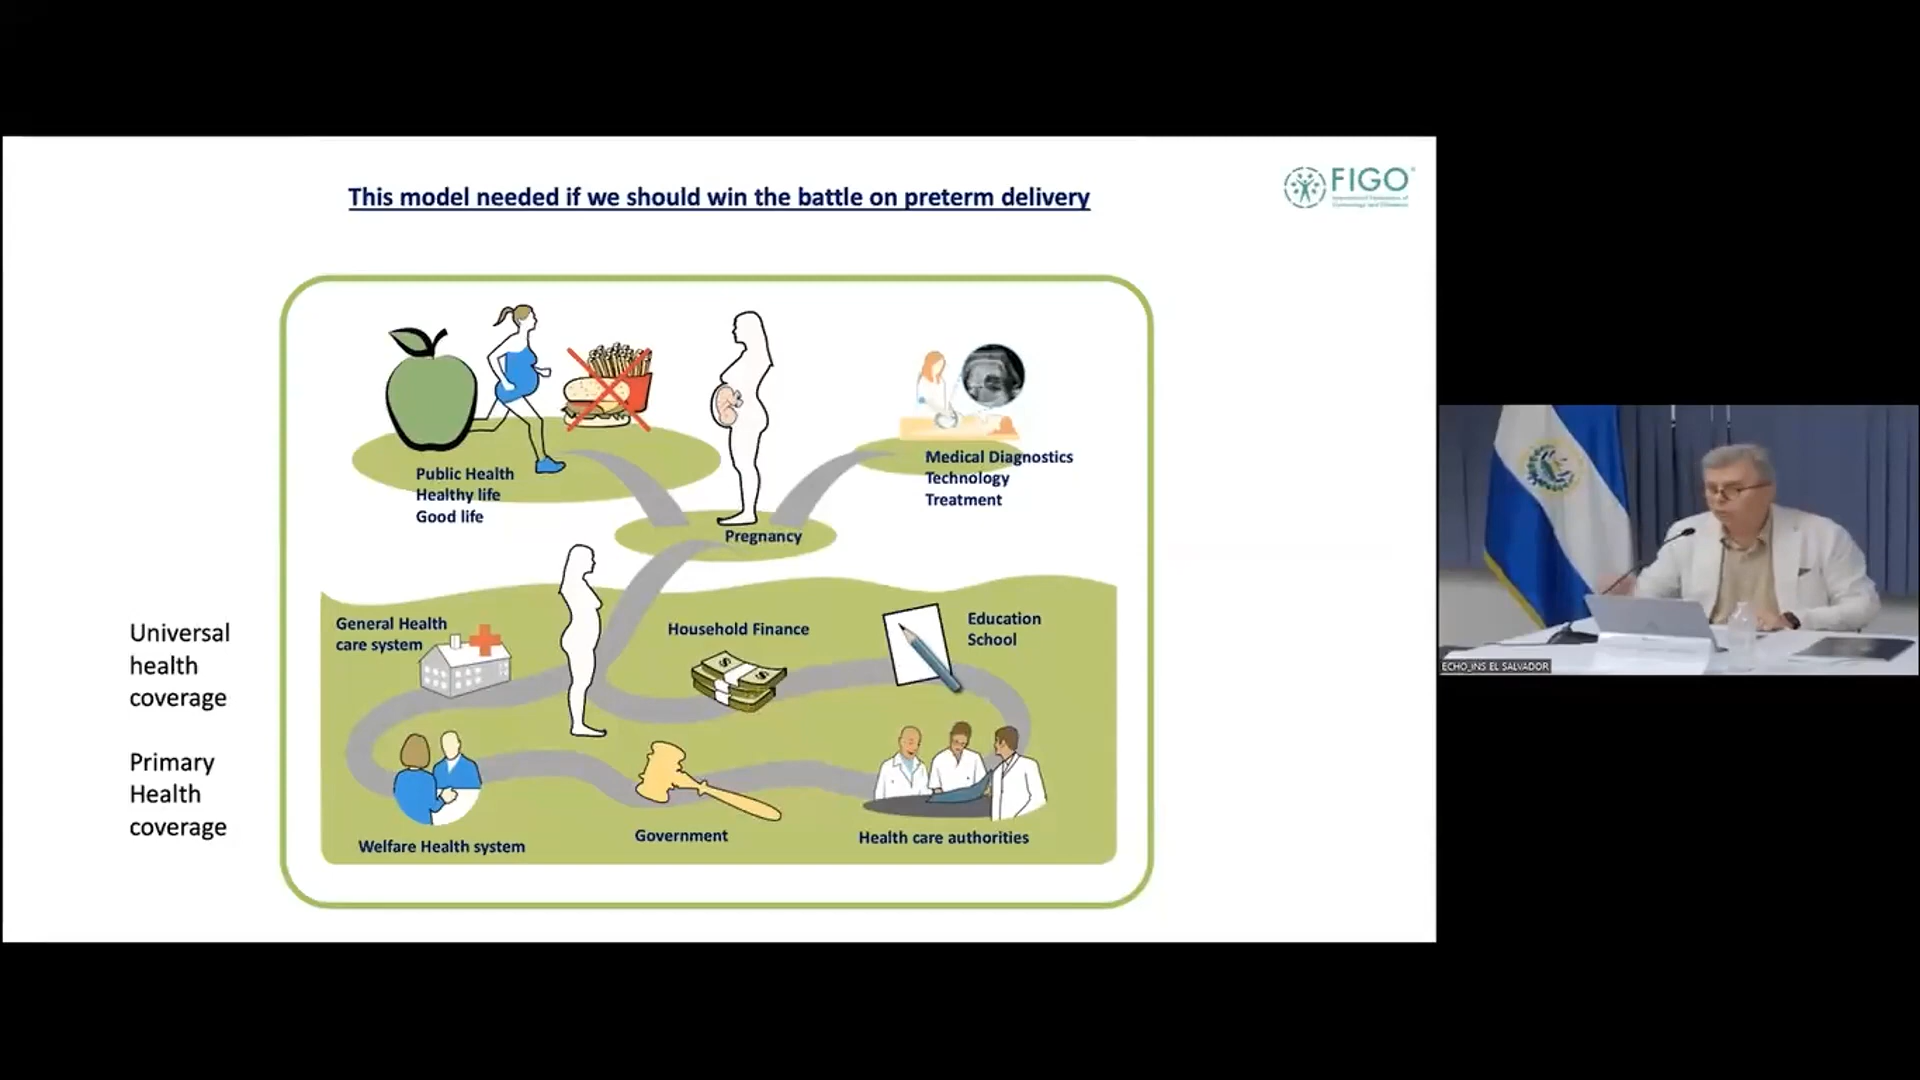 This model needed if we should win the battle on preterm delivery
FIGO
Public Health
Healthy life
Good life
Medical Diagnostics
Technology
Treatment
Pregnancy
General Health
care system
Household Finance
Education
School
Universal
health
coverage
Primary
Health
coverage
Welfare Health system
Government
Health care authorities
ECHO_INS EL SALVADOR